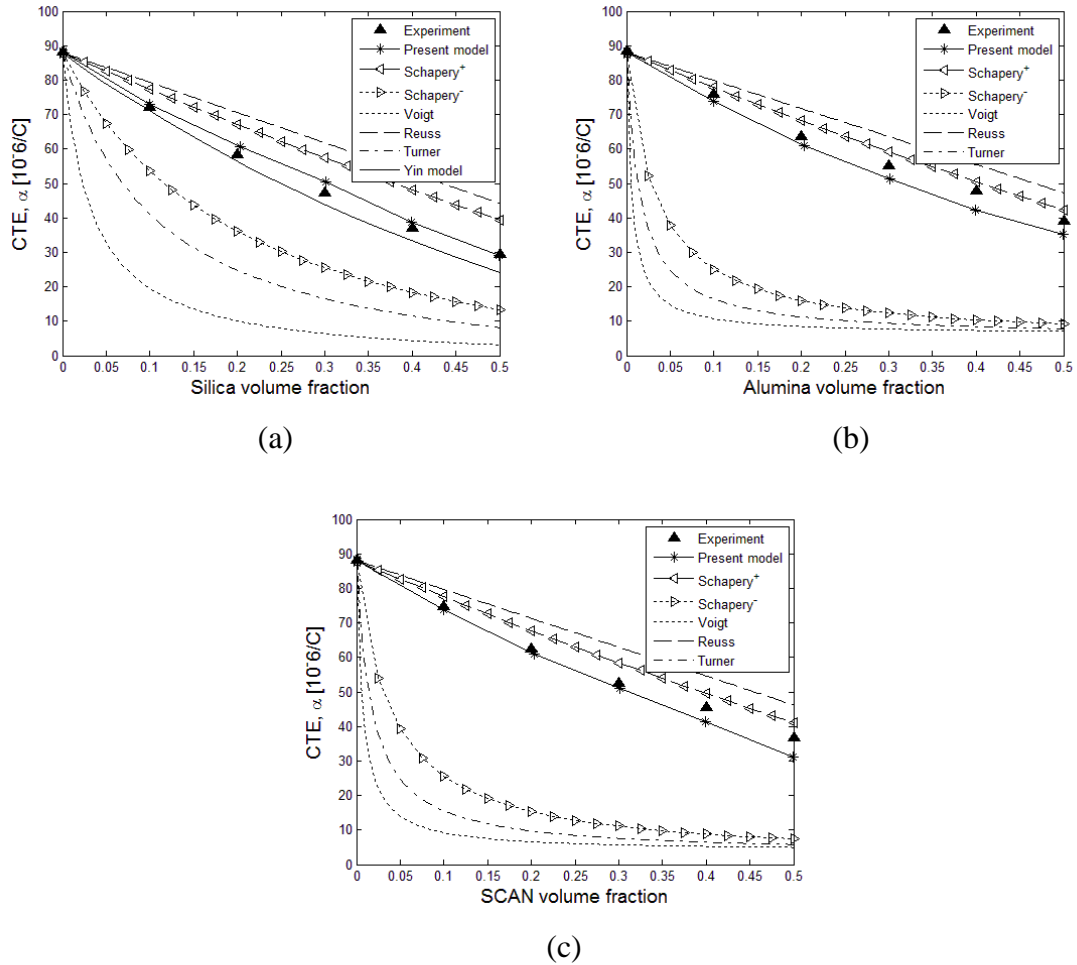 100
90
80
70
60
50
40
30
20
10
0
CTE, α [10⁻6/C]
0 0.05 0.1 0.15 0.2 0.25 0.3 0.35 0.4 0.45 0.5
Silica volume fraction
Experiment
Present model
Schapery⁺
Schapery⁻
Voigt
Reuss
Turner
Yin model
(a)
100
90
80
70
60
50
40
30
20
10
0
CTE, α [10⁻6/C]
0 0.05 0.1 0.15 0.2 0.25 0.3 0.35 0.4 0.45 0.5
Alumina volume fraction
Experiment
Present model
Schapery⁺
Schapery⁻
Voigt
Reuss
Turner
(b)
100
90
80
70
60
50
40
30
20
10
0
CTE, α [10⁻6/C]
0 0.05 0.1 0.15 0.2 0.25 0.3 0.35 0.4 0.45 0.5
SCAN volume fraction
Experiment
Present model
Schapery⁺
Schapery⁻
Voigt
Reuss
Turner
(c)